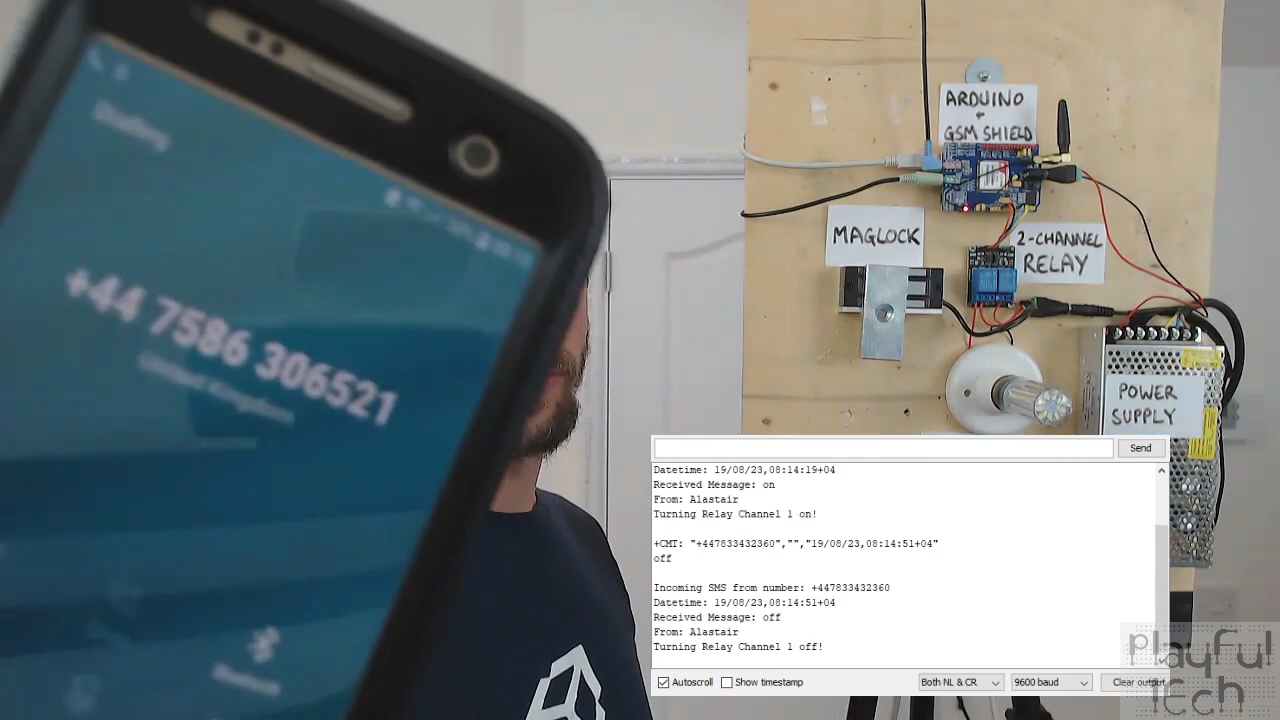 Dialling
+44 7586 306521
United Kingdom
Bluetooth
ARDUINO
+
GSM SHIELD
MAGLOCK
2-CHANNEL
RELAY
POWER
SUPPLY
Send
Datetime: 19/08/23,08:14:19+04
Received Message: on
From: Alastair
Turning Relay Channel 1 on!
+CMT: "+447833432360","","19/08/23,08:14:51+04"
off
Incoming SMS from number: +447833432360
Datetime: 19/08/23,08:14:51+04
Received Message: off
From: Alastair
Turning Relay Channel 1 off!
Autoscroll
Show timestamp
Both NL & CR
9600 baud
Clear output
playful
tech